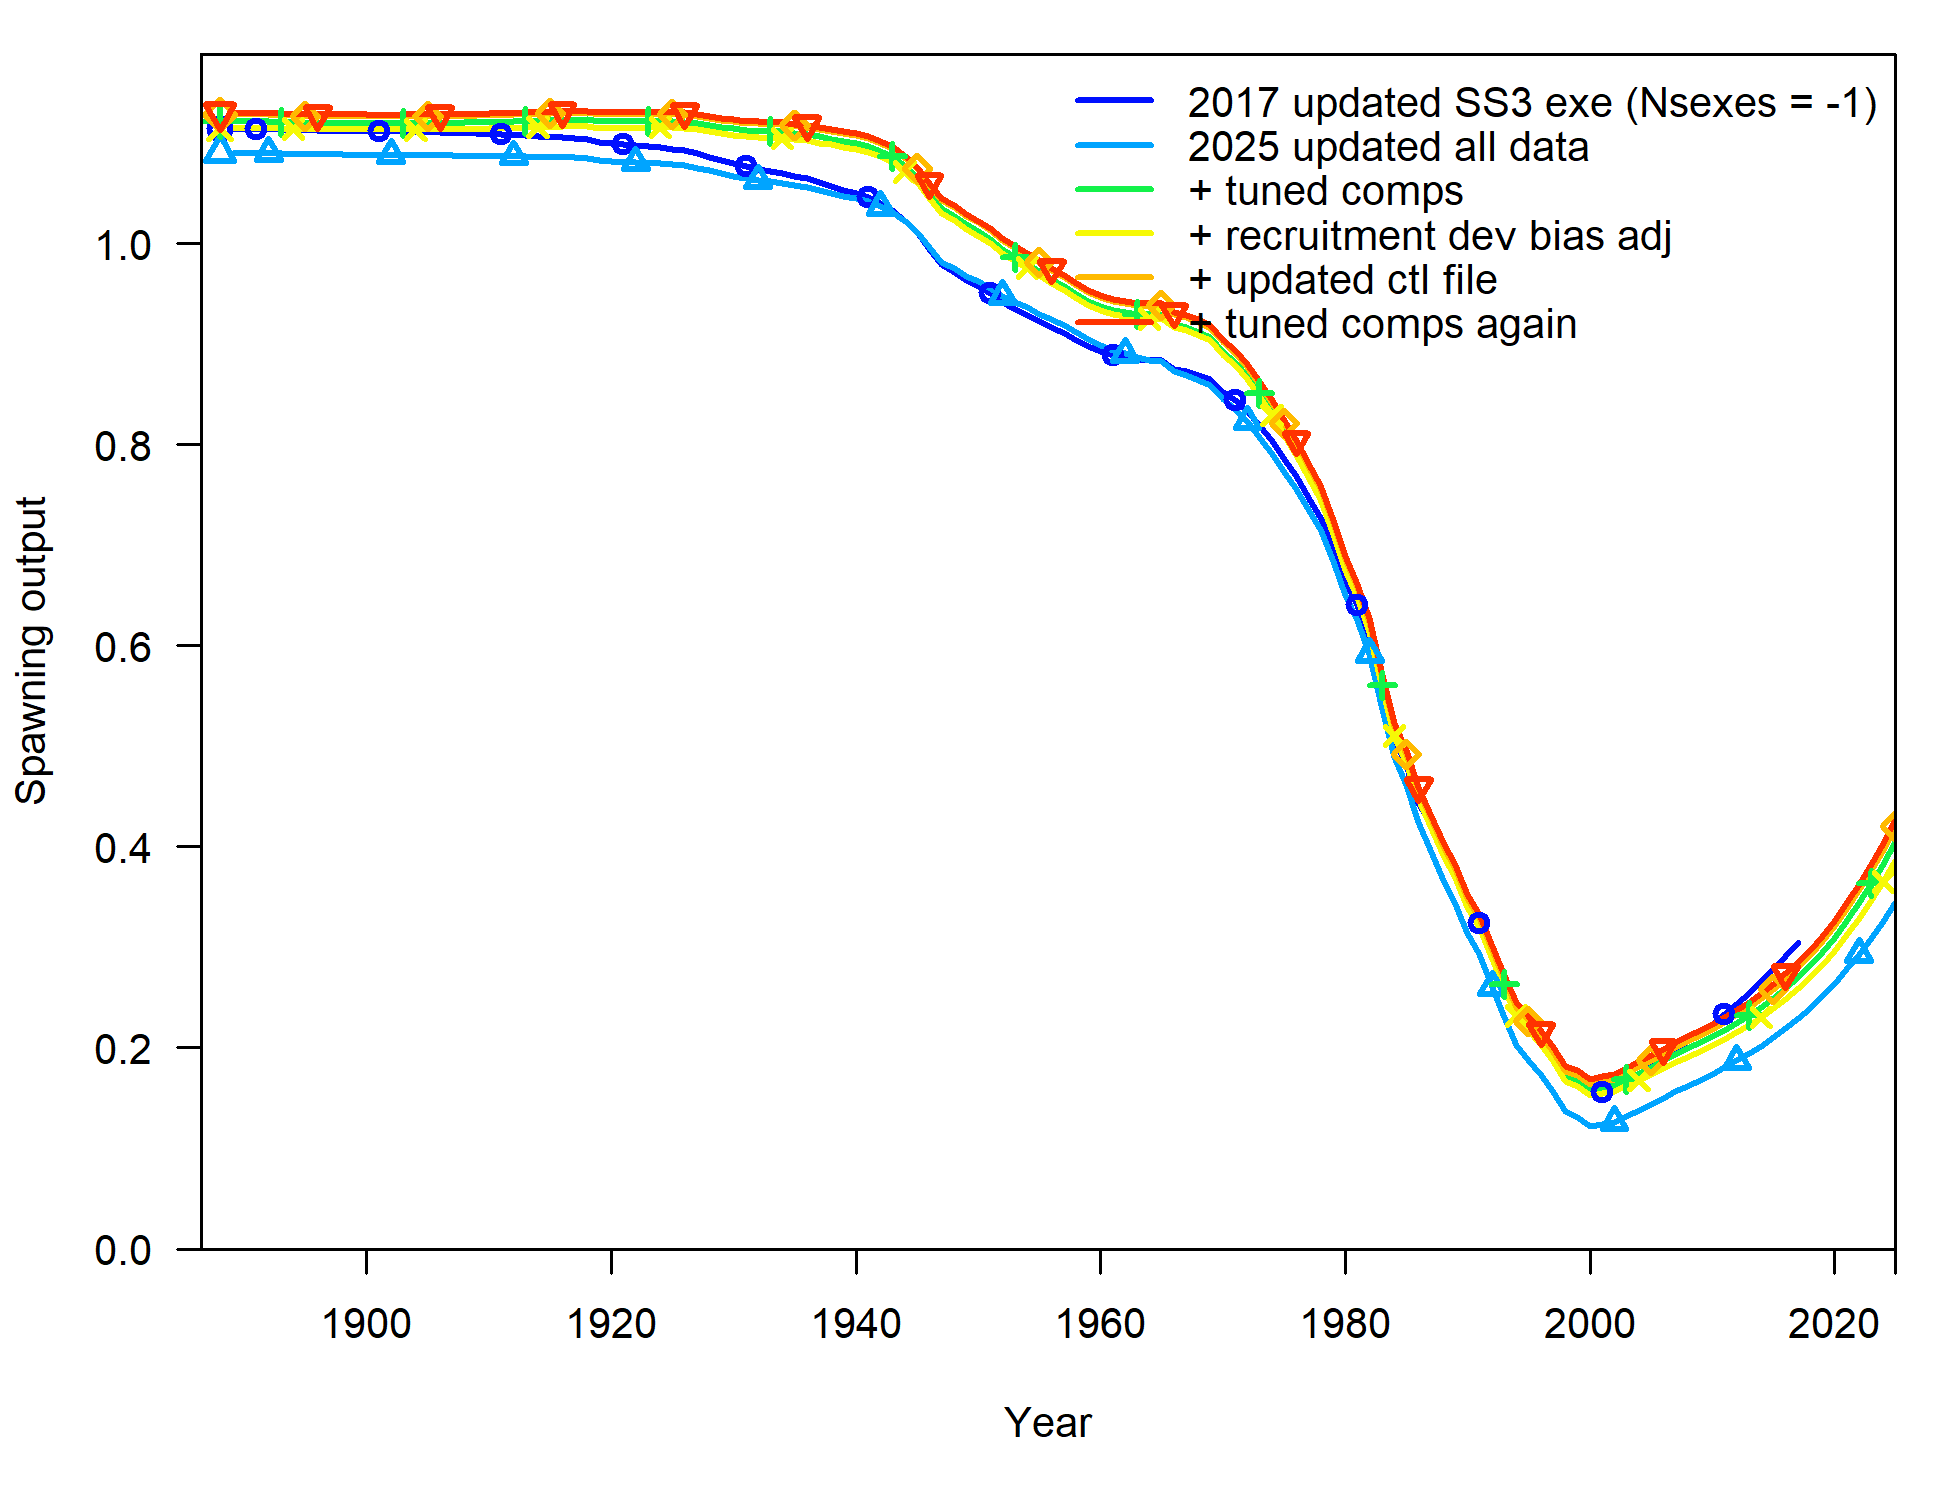 2017 updated SS3 exe (Nsexes = -1)
2025 updated all data
+ tuned comps
+ recruitment dev bias adj
+ updated ctl file
+ tuned comps again
1.0
0.8
0.6
0.4
0.2
0.0
Spawning output
1900 1920 1940 1960 1980 2000 2020
Year